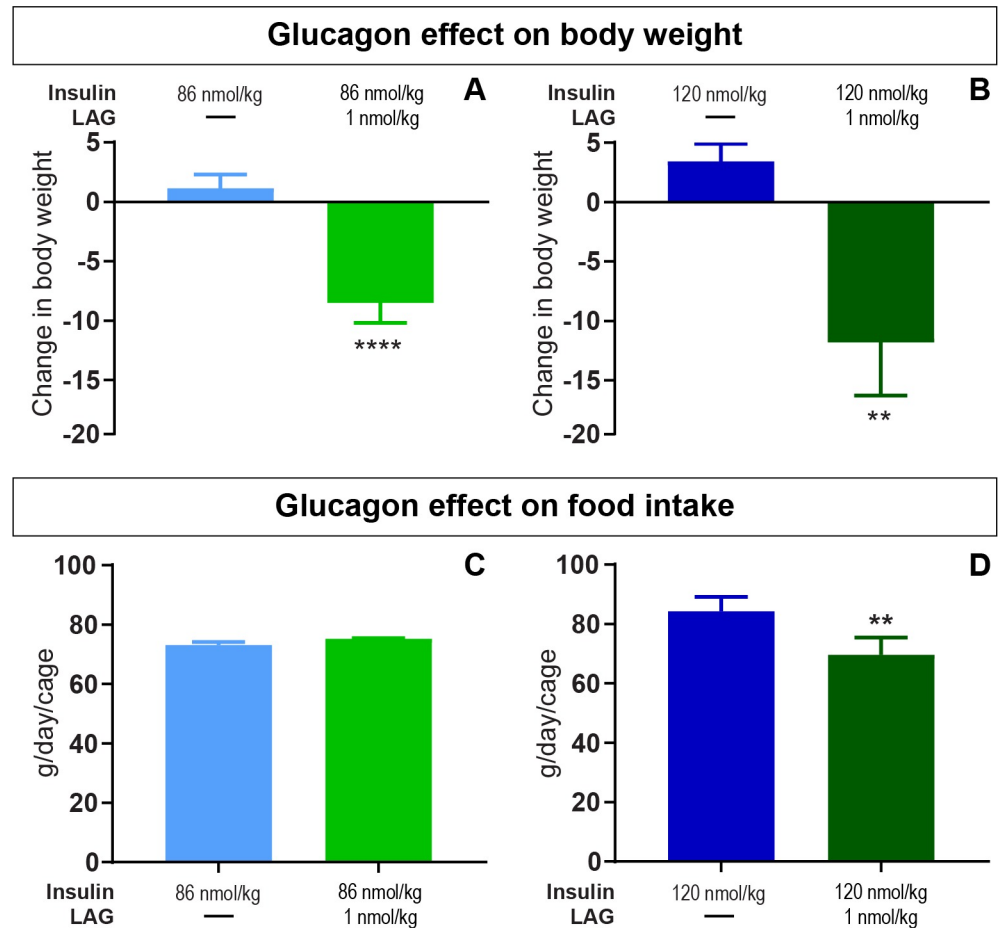 Glucagon effect on body weight
Insulin 86 nmol/kg 86 nmol/kg A
LAG — 1 nmol/kg
Change in body weight
5
0
-5
-10
-15
-20
****
Insulin 120 nmol/kg 120 nmol/kg B
LAG — 1 nmol/kg
Change in body weight
5
0
-5
-10
-15
-20
**
Glucagon effect on food intake
C
g/day/cage
100
80
60
40
20
0
Insulin 86 nmol/kg 86 nmol/kg
LAG — 1 nmol/kg
D
g/day/cage
100
80
60
40
20
0
**
Insulin 120 nmol/kg 120 nmol/kg
LAG — 1 nmol/kg